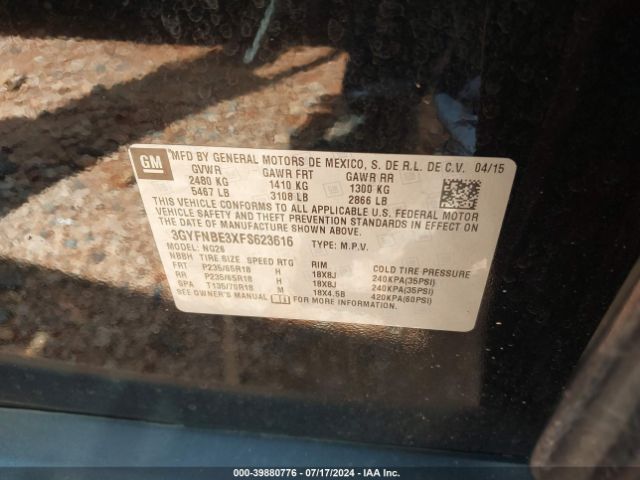 GM *MFD BY GENERAL MOTORS DE MEXICO, S. DE R.L. DE C.V. 04/15
GVWR GAWR FRT GAWR RR
2480 KG 1410 KG 1300 KG
5467 LB 3108 LB 2866 LB
THIS VEHICLE CONFORMS TO ALL APPLICABLE U.S. FEDERAL MOTOR
VEHICLE SAFETY AND THEFT PREVENTION STANDARDS IN EFFECT ON
THE DATE OF MANUFACTURE SHOWN ABOVE.
3GYFNBE3XFS623616 TYPE: M.P.V.
MODEL: NG26
NBBH TIRE SIZE SPEED RTG RIM COLD TIRE PRESSURE
FRT P235/65R18 H 18X8J 240KPA(35PSI)
RR P235/65R18 H 18X8J 240KPA(35PSI)
SPA T135/70R18 M 18X4.5B 420KPA(60PSI)
SEE OWNER'S MANUAL FOR MORE INFORMATION.
000-39880776 / 07/17/2024 / IAA Inc.